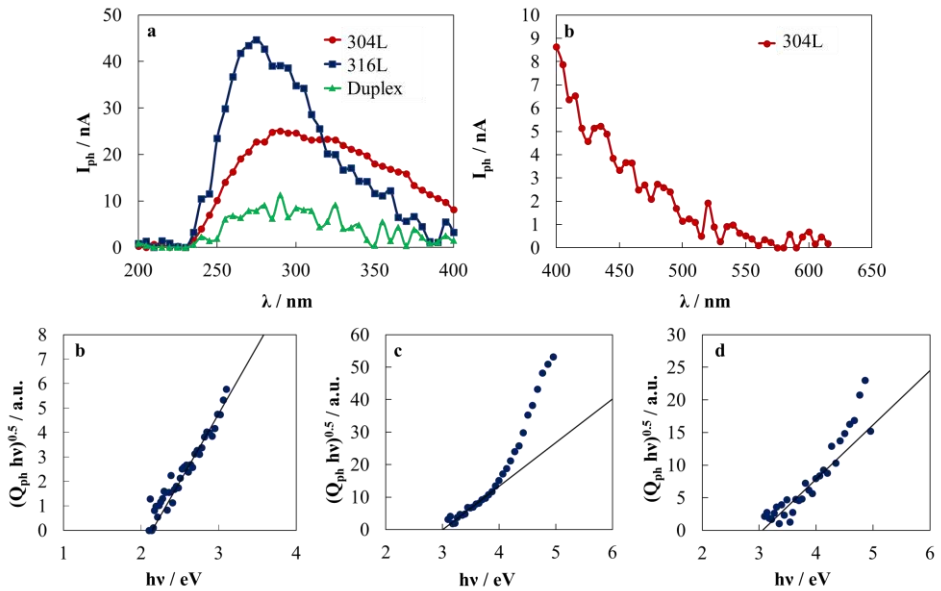 a
304L
316L
Duplex
I_ph / nA
50
40
30
20
10
0
200 250 300 350 400
λ / nm
b
304L
I_ph / nA
10
9
8
7
6
5
4
3
2
1
0
400 450 500 550 600 650
λ / nm
b
(Q_ph hν)^0.5 / a.u.
8
7
6
5
4
3
2
1
0
1 2 3 4
hν / eV
c
(Q_ph hν)^0.5 / a.u.
60
50
40
30
20
10
0
2 3 4 5 6
hν / eV
d
(Q_ph hν)^0.5 / a.u.
30
25
20
15
10
5
0
2 3 4 5 6
hν / eV